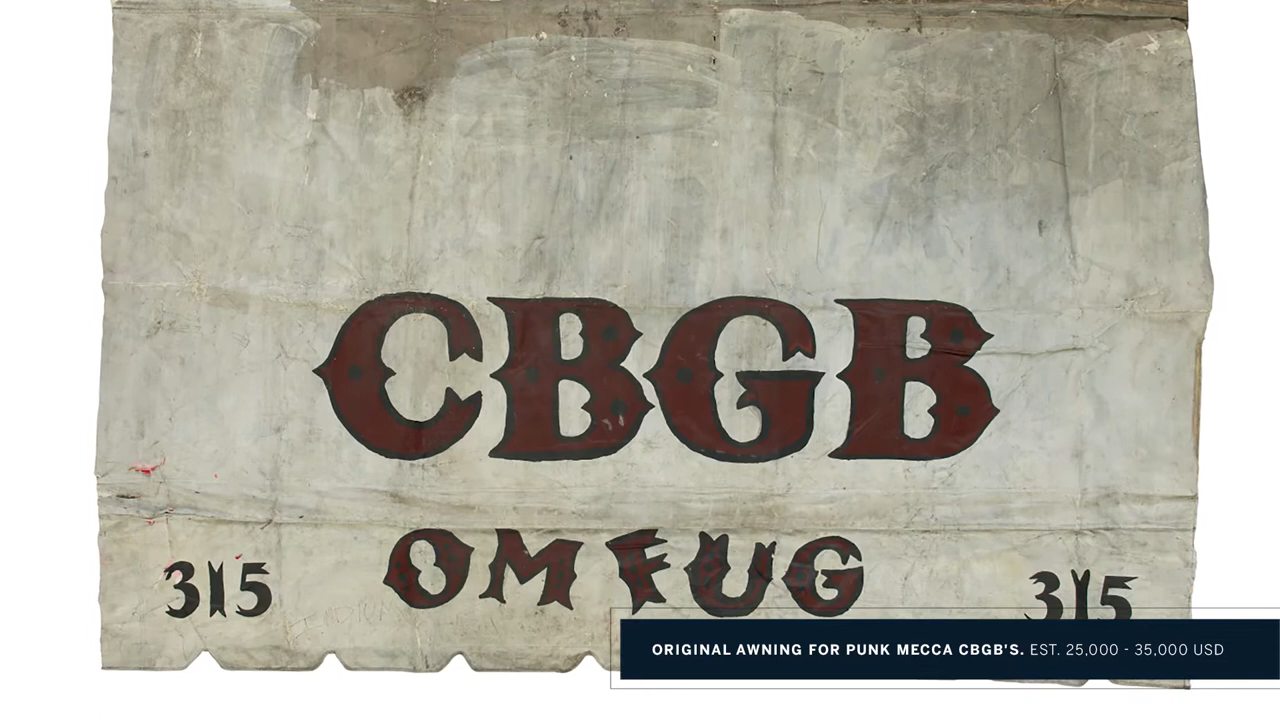 CBGB
OMFUG
315 315
ORIGINAL AWNING FOR PUNK MECCA CBGB'S. EST. 25,000 - 35,000 USD